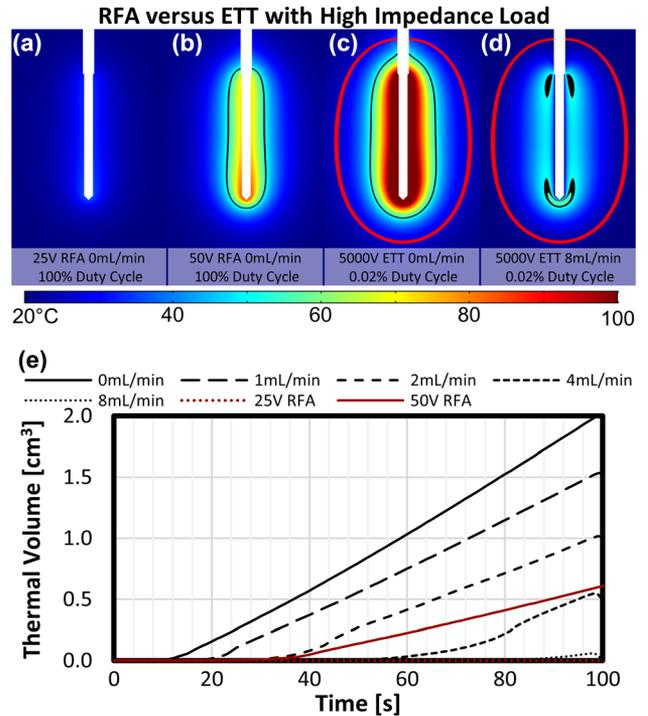 RFA versus ETT with High Impedance Load
(a) (b) (c) (d)
25V RFA 0mL/min 50V RFA 0mL/min 5000V ETT 0mL/min 5000V ETT 8mL/min
100% Duty Cycle 100% Duty Cycle 0.02% Duty Cycle 0.02% Duty Cycle
20°C 40 60 80 100
(e)
0mL/min 1mL/min 2mL/min 4mL/min
8mL/min 25V RFA 50V RFA
2.0
1.5
1.0
0.5
0.0
Thermal Volume [cm³]
0 20 40 60 80 100
Time [s]